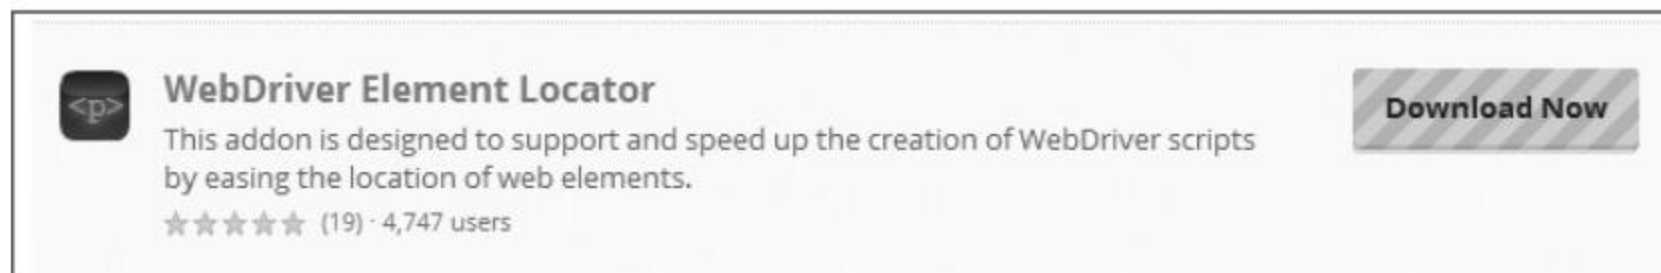 <p>
WebDriver Element Locator
Download Now
This addon is designed to support and speed up the creation of WebDriver scripts
by easing the location of web elements.
(19) · 4,747 users